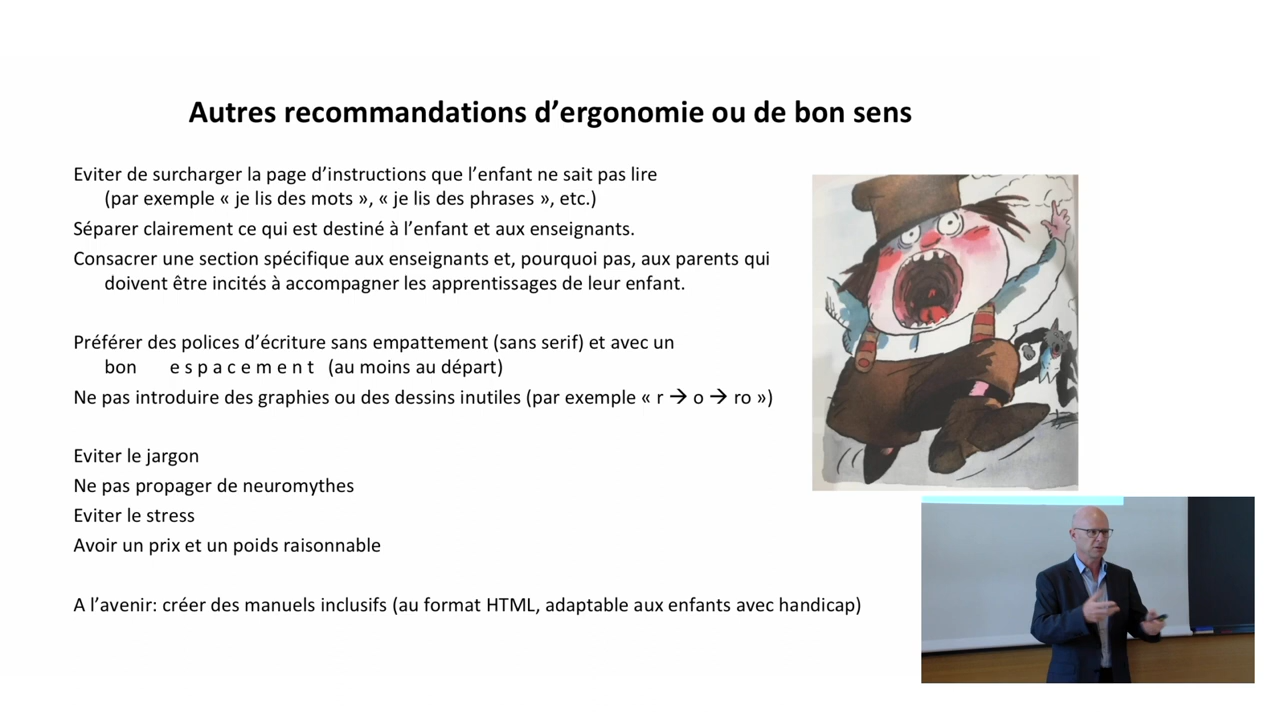 Autres recommandations d’ergonomie ou de bon sens
Eviter de surcharger la page d’instructions que l’enfant ne sait pas lire
(par exemple « je lis des mots », « je lis des phrases », etc.)
Séparer clairement ce qui est destiné à l’enfant et aux enseignants.
Consacrer une section spécifique aux enseignants et, pourquoi pas, aux parents qui
doivent être incités à accompagner les apprentissages de leur enfant.
Préférer des polices d’écriture sans empattement (sans serif) et avec un
bon e s p a c e m e n t (au moins au départ)
Ne pas introduire des graphies ou des dessins inutiles (par exemple « r → o → ro »)
Eviter le jargon
Ne pas propager de neuromythes
Eviter le stress
Avoir un prix et un poids raisonnable
A l’avenir: créer des manuels inclusifs (au format HTML, adaptable aux enfants avec handicap)